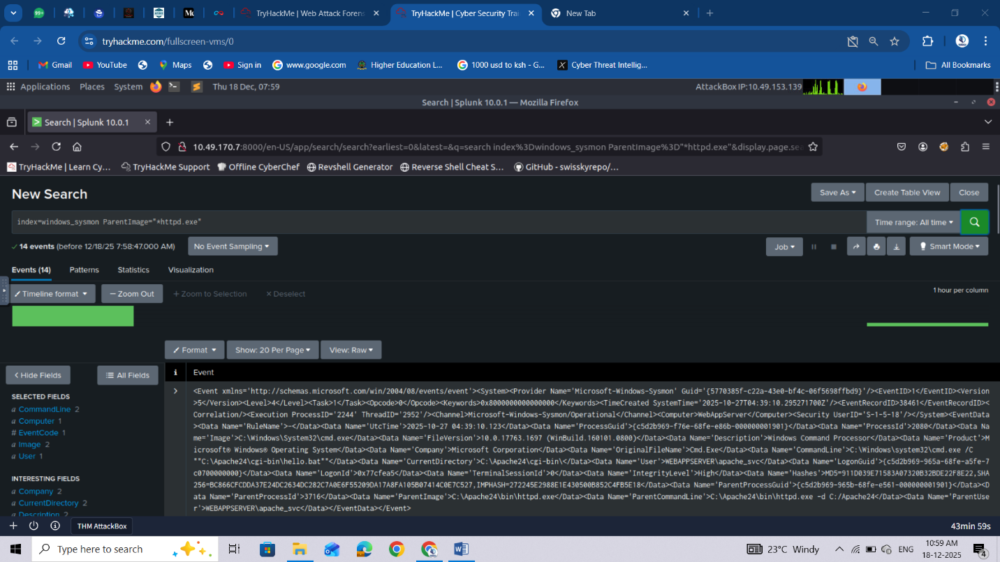 99+
TryHackMe | Web Attack Forens
TryHackMe | Cyber Security Trai
New Tab
tryhackme.com/fullscreen-vms/0
Gmail
YouTube
Maps
Sign in
www.google.com
Higher Education L...
1000 usd to ksh - G...
Cyber Threat Intellig...
All Bookmarks
Applications Places System
Thu 18 Dec, 07:59
AttackBox IP:10.49.153.139
Search | Splunk 10.0.1 — Mozilla Firefox
Search | Splunk 10.0.1
10.49.170.7:8000/en-US/app/search/search?earliest=0&latest=&q=search index%3Dwindows_sysmon ParentImage%3D"*httpd.exe"&display.page.sea
TryHackMe | Learn Cy...
TryHackMe Support
Offline CyberChef
Revshell Generator
Reverse Shell Cheat S...
GitHub - swisskyrepo/...
New Search
Save As
Create Table View
Close
index=windows_sysmon ParentImage="*httpd.exe"
Time range: All time
14 events (before 12/18/25 7:58:47.000 AM)
No Event Sampling
Job
Smart Mode
Events (14)
Patterns
Statistics
Visualization
Timeline format
— Zoom Out
+ Zoom to Selection
× Deselect
1 hour per column
Format
Show: 20 Per Page
View: Raw
< Hide Fields
All Fields
i
Event
SELECTED FIELDS
a CommandLine 2
a Computer 1
# EventCode 1
a Image 2
a User 1
INTERESTING FIELDS
a Company 2
a CurrentDirectory 2
a Description 2
<Event xmlns='http://schemas.microsoft.com/win/2004/08/events/event'><System><Provider Name='Microsoft-Windows-Sysmon' Guid='{5770385f-c22a-43e0-bf4c-06f5698ffbd9}'/><EventID>1</EventID><Version
>5</Version><Level>4</Level><Task>1</Task><Opcode>0</Opcode><Keywords>0x8000000000000000</Keywords><TimeCreated SystemTime='2025-10-27T04:39:10.295271700Z'/><EventRecordID>38461</EventRecordID><
Correlation/><Execution ProcessID='2244' ThreadID='2952'/><Channel>Microsoft-Windows-Sysmon/Operational</Channel><Computer>WebAppServer</Computer><Security UserID='S-1-5-18'/></System><EventData
><Data Name='RuleName'>-</Data><Data Name='UtcTime'>2025-10-27 04:39:10.123</Data><Data Name='ProcessGuid'>{c5d2b969-f76e-68fe-e86b-000000001901}</Data><Data Name='ProcessId'>2080</Data><Data Na
me='Image'>C:\Windows\System32\cmd.exe</Data><Data Name='FileVersion'>10.0.17763.1697 (WinBuild.160101.0800)</Data><Data Name='Description'>Windows Command Processor</Data><Data Name='Product'>M
icrosoft® Windows® Operating System</Data><Data Name='Company'>Microsoft Corporation</Data><Data Name='OriginalFileName'>Cmd.Exe</Data><Data Name='CommandLine'>C:\Windows\system32\cmd.exe /C
""C:\Apache24\cgi-bin\hello.bat""</Data><Data Name='CurrentDirectory'>C:\Apache24\cgi-bin\</Data><Data Name='User'>WEBAPPSERVER\apache_svc</Data><Data Name='LogonGuid'>{c5d2b969-965a-68fe-a5fe-7
c0700000000}</Data><Data Name='LogonId'>0x77cfea5</Data><Data Name='TerminalSessionId'>0</Data><Data Name='IntegrityLevel'>High</Data><Data Name='Hashes'>MD5=911D039E71583A07320B32BDE22F8E22,SHA
256=BC866CFCDDA37E24DC2634DC282C7A0E6F55209DA17A8FA105B07414C0E7C527,IMPHASH=272245E2988E1E430500B852C4FB5E18</Data><Data Name='ParentProcessGuid'>{c5d2b969-965b-68fe-e561-000000001901}</Data><D
ata Name='ParentProcessId'>3716</Data><Data Name='ParentImage'>C:\Apache24\bin\httpd.exe</Data><Data Name='ParentCommandLine'>C:\Apache24\bin\httpd.exe -d C:/Apache24</Data><Data Name='ParentUse
r'>WEBAPPSERVER\apache_svc</Data></EventData></Event>
THM AttackBox
43min 59s
Type here to search
23°C Windy
ENG
10:59 AM
18-12-2025
4